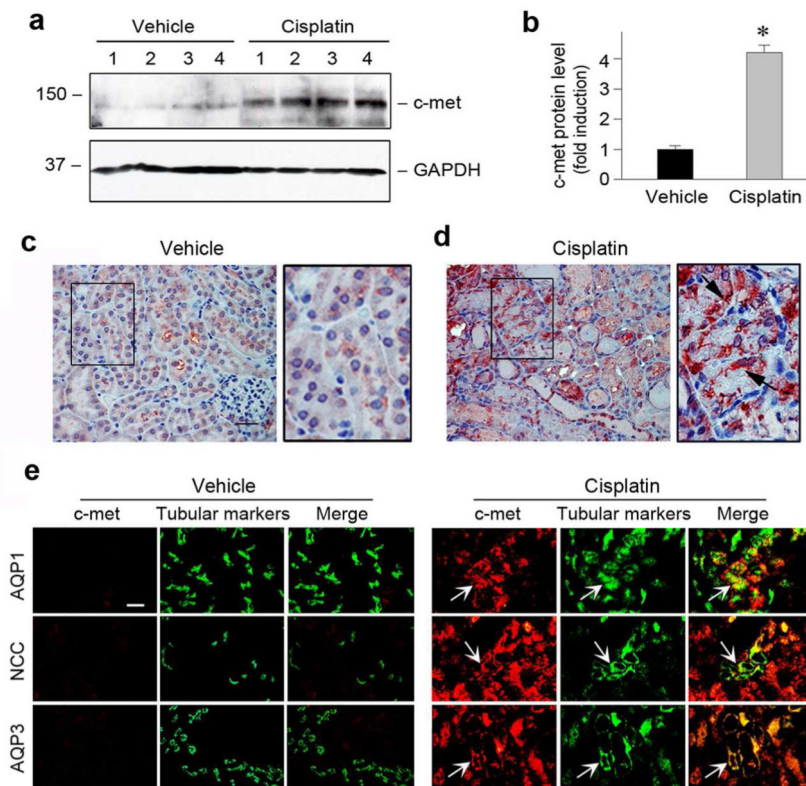 a
Vehicle Cisplatin
1 2 3 4 1 2 3 4
150 – – c-met
37 – – GAPDH
b
c-met protein level
(fold induction)
4
3
2
1
0
*
Vehicle Cisplatin
c
Vehicle
d
Cisplatin
e
Vehicle Cisplatin
c-met Tubular markers Merge c-met Tubular markers Merge
AQP1
NCC
AQP3